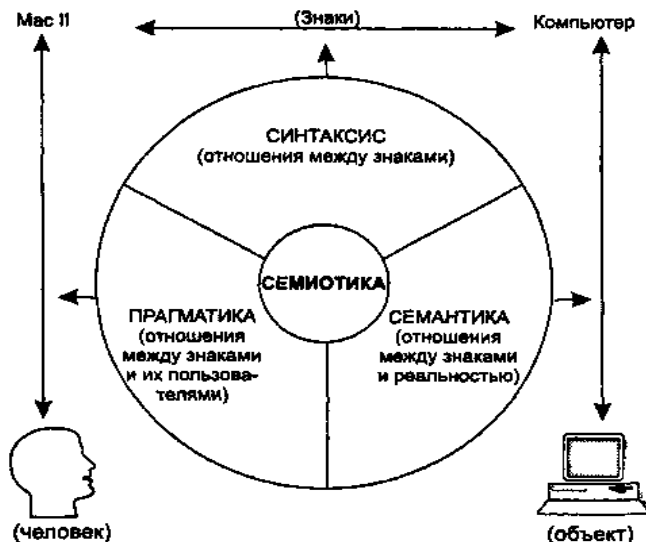 Mac II
(Знаки)
Компьютер
СИНТАКСИС
(отношения между знаками)
СЕМИОТИКА
ПРАГМАТИКА
(отношения
между знаками
и их пользова-
телями)
СЕМАНТИКА
(отношения
между знаками
и реальностью)
(человек)
(объект)